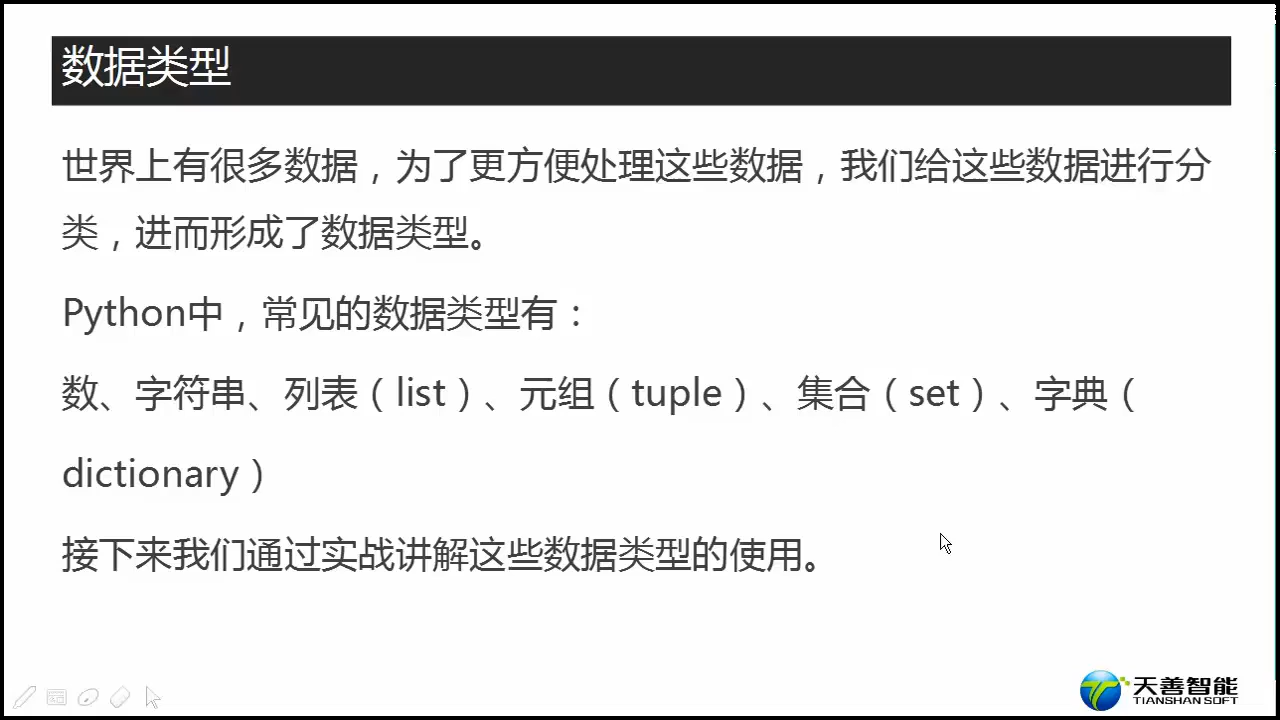 数据类型
世界上有很多数据，为了更方便处理这些数据，我们给这些数据进行分
类，进而形成了数据类型。
Python中，常见的数据类型有：
数、字符串、列表（list）、元组（tuple）、集合（set）、字典（
dictionary）
接下来我们通过实战讲解这些数据类型的使用。
天善智能
TIANSHANSOFT